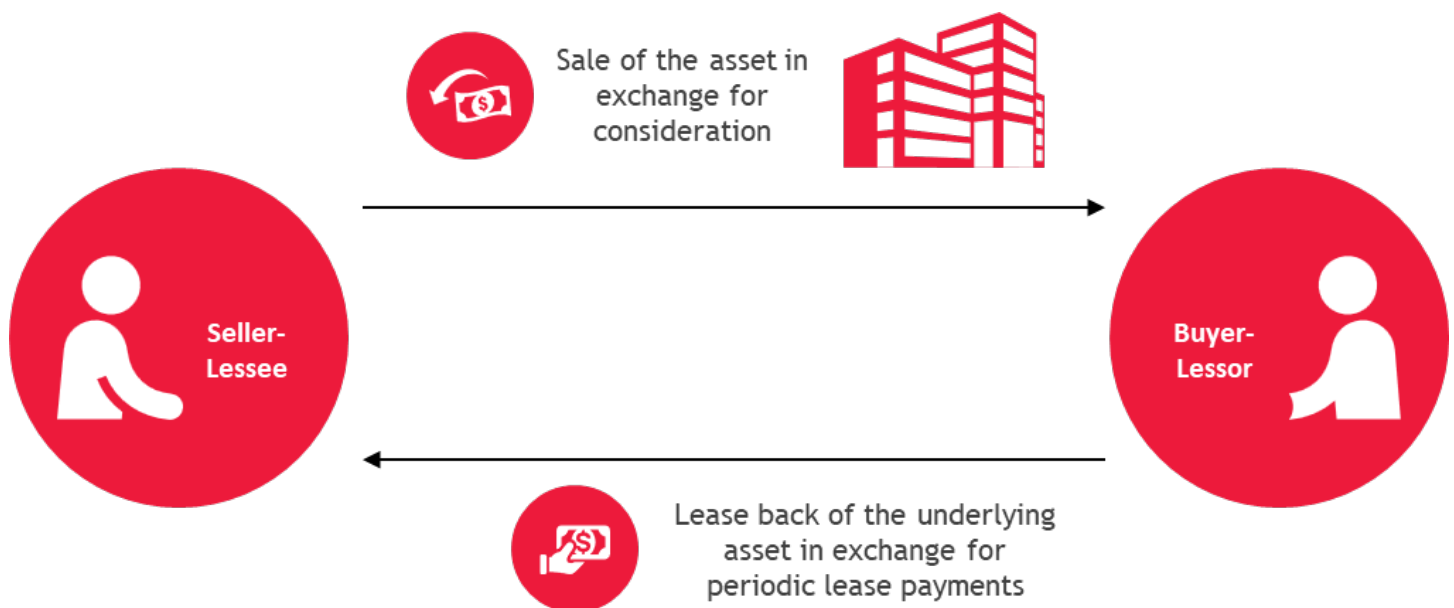 Sale of the asset in
exchange for
consideration
Seller-
Lessee
Buyer-
Lessor
Lease back of the underlying
asset in exchange for
periodic lease payments